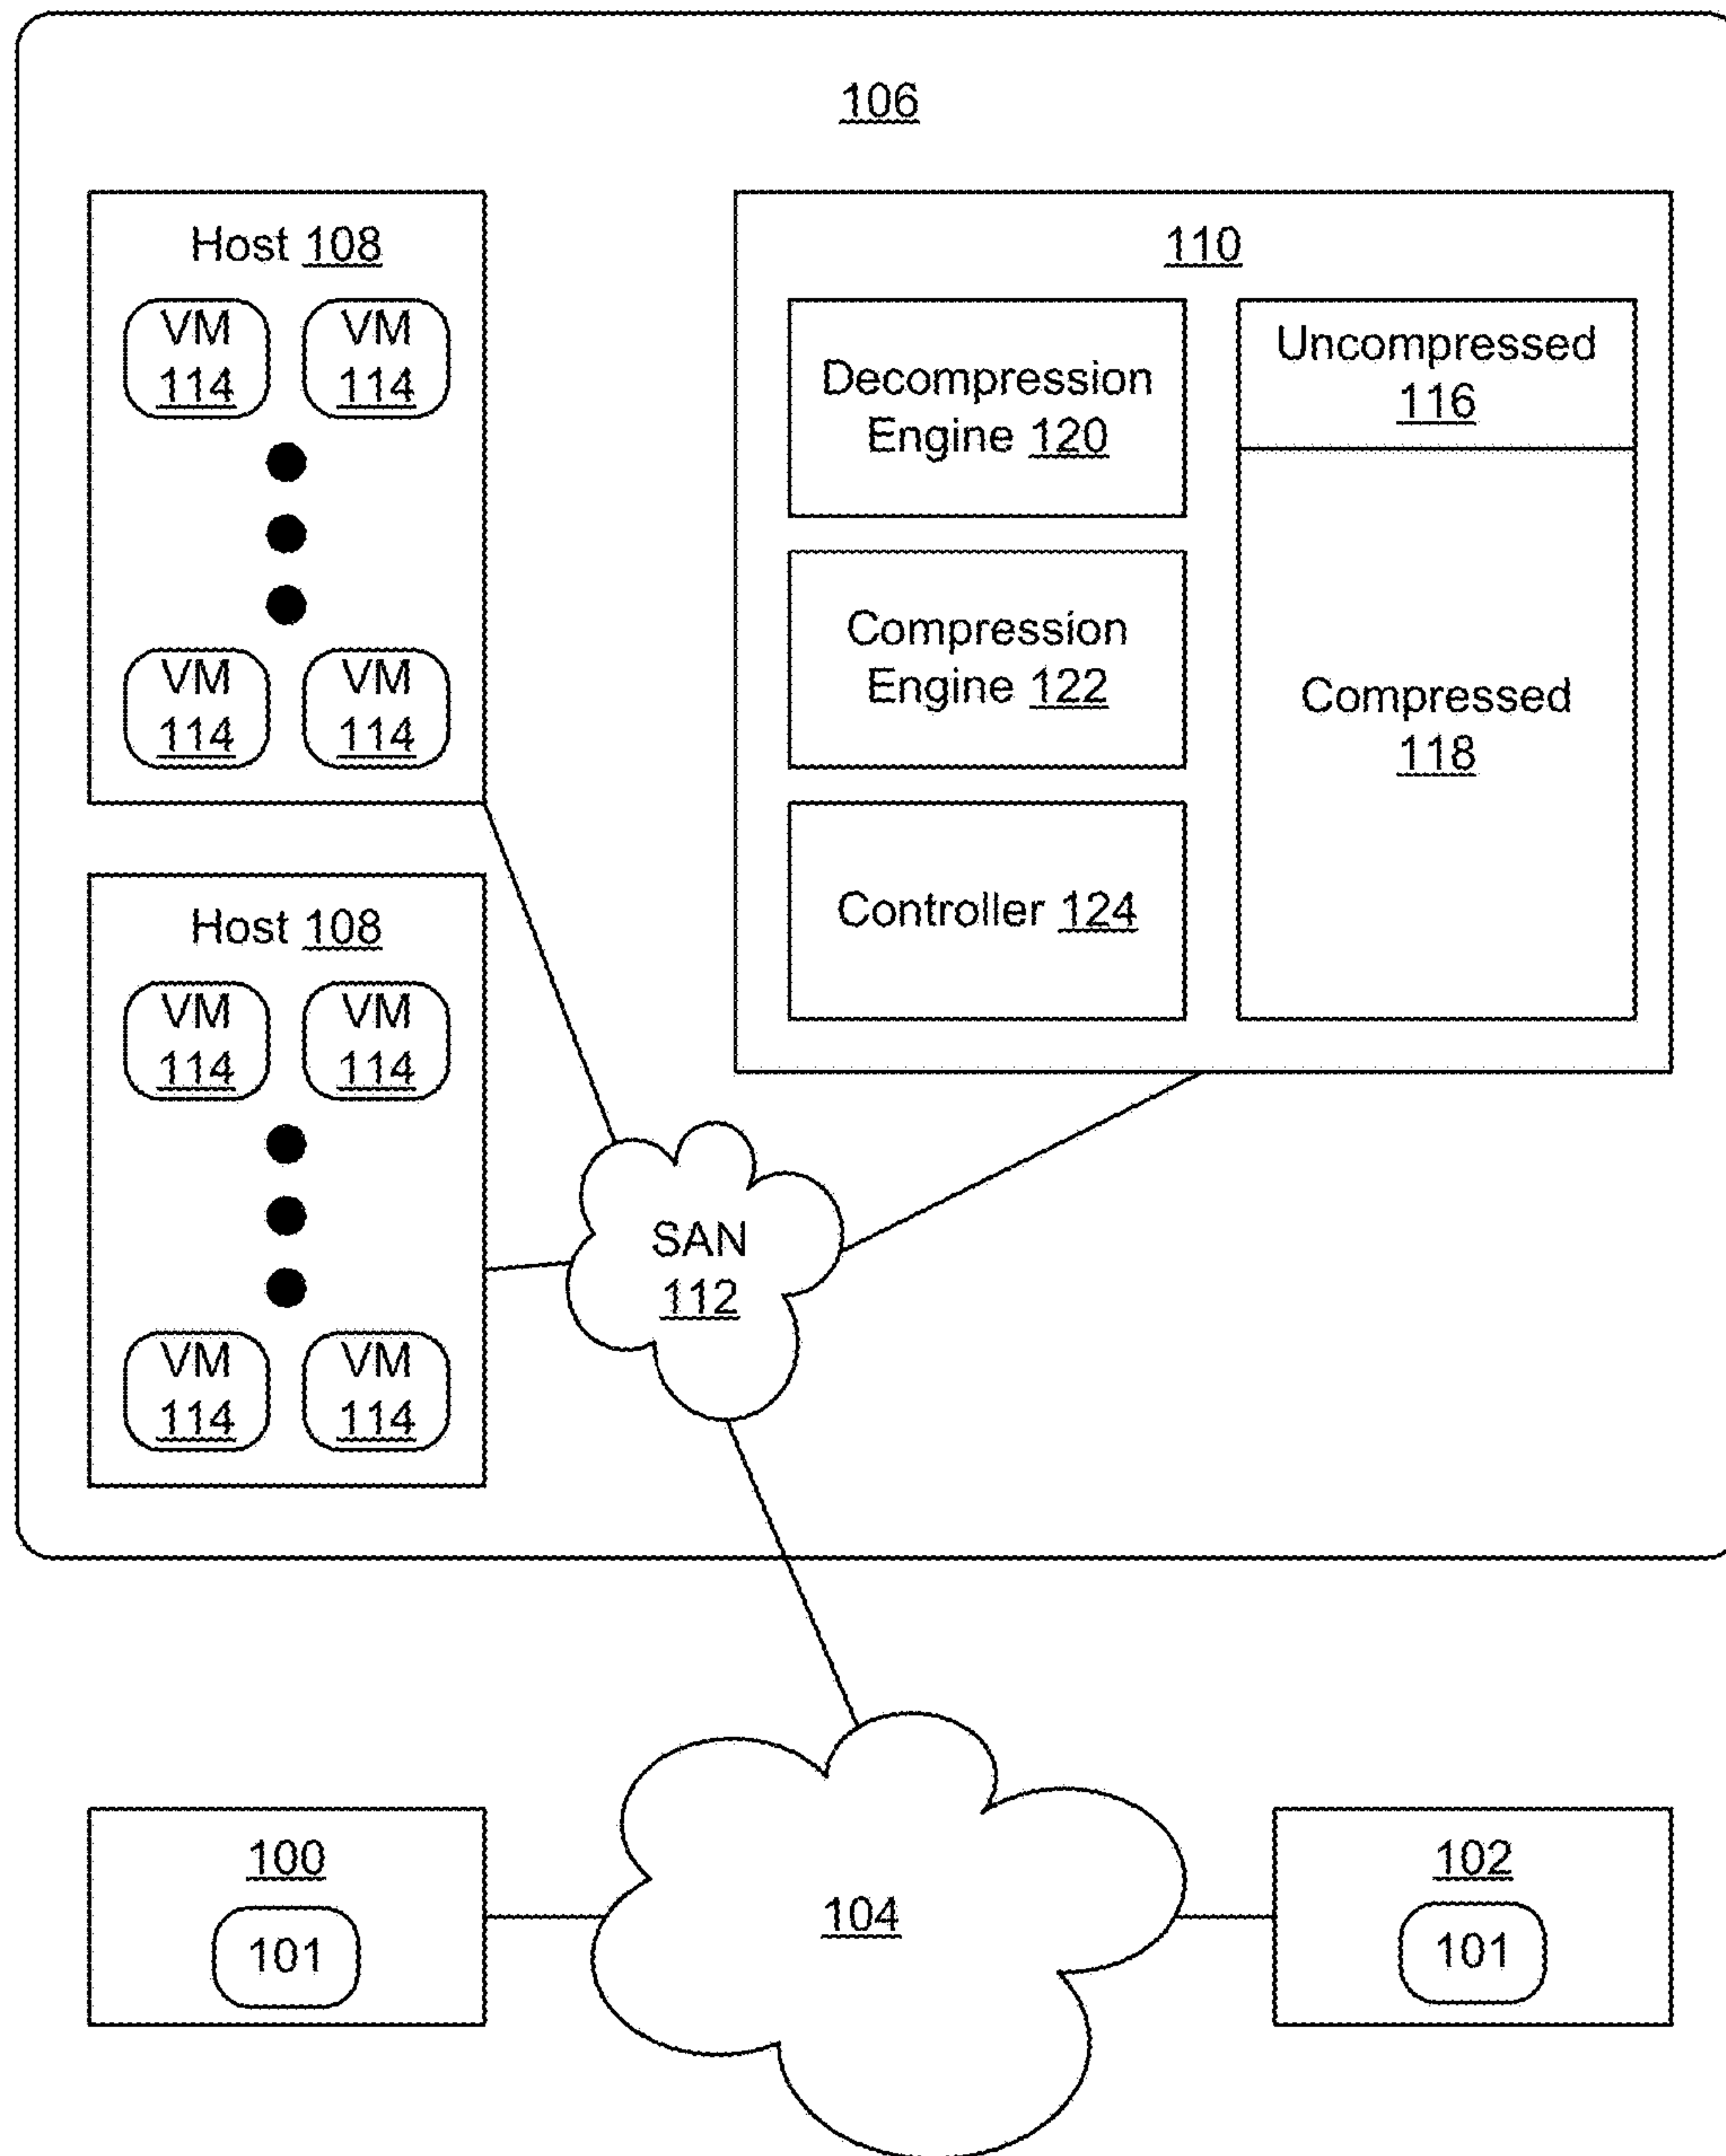 106
Host 108
VM 114
VM 114
VM 114
VM 114
Host 108
VM 114
VM 114
VM 114
VM 114
110
Decompression
Engine 120
Compression
Engine 122
Controller 124
Uncompressed
116
Compressed
118
SAN
112
104
100
101
102
101